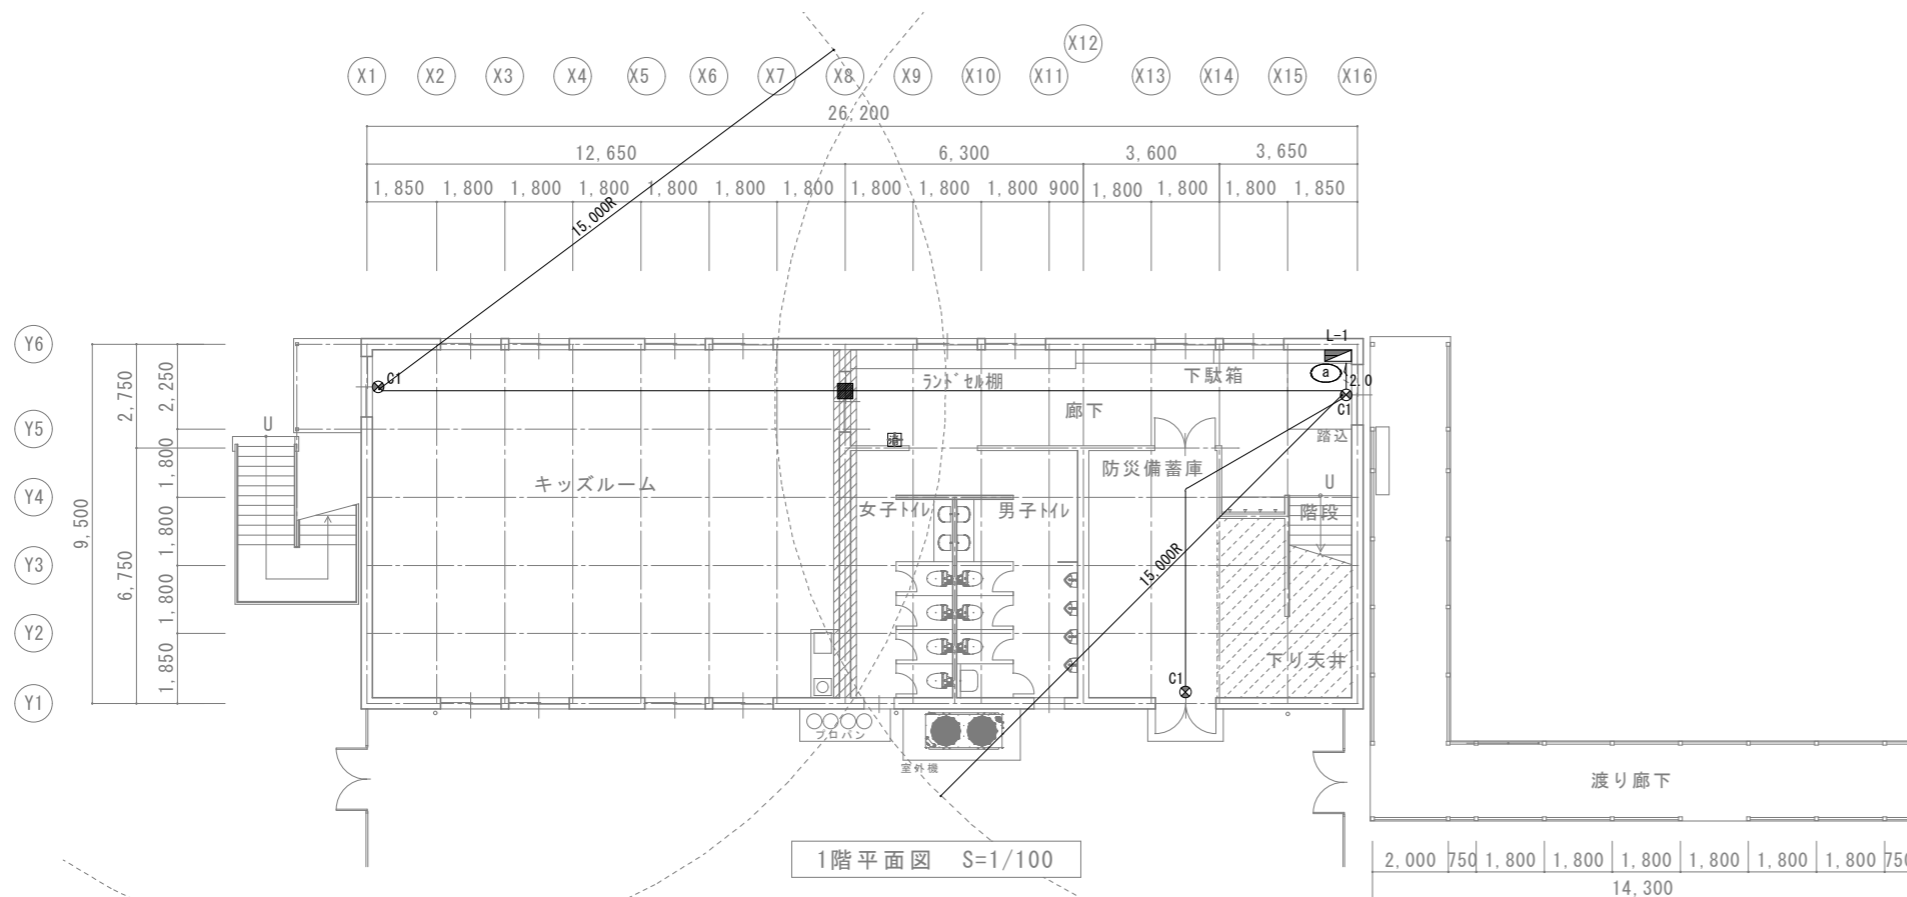 X12
X1 X2 X3 X4 X5 X6 X7 X8 X9 X10 X11 X13 X14 X15 X16
26,200
12,650 6,300 3,600 3,650
1,850 1,800 1,800 1,800 1,800 1,800 1,800 1,800 1,800 1,800 900 1,800 1,800 1,800 1,850
15,000R
Y6
Y5
Y4
Y3
Y2
Y1
9,500
2,750
6,750
2,250
1,800
1,800
1,800
1,850
U
C1
L-1
a
2.0
C1
ランドセル棚
下駄箱
廊下
踏込
キッズルーム
女子トイレ
男子トイレ
防災備蓄庫
U
階段
15,000R
下り天井
C1
プロパン
室外機
渡り廊下
1階平面図 S=1/100
2,000 750 1,800 1,800 1,800 1,800 1,800 1,800 750
14,300